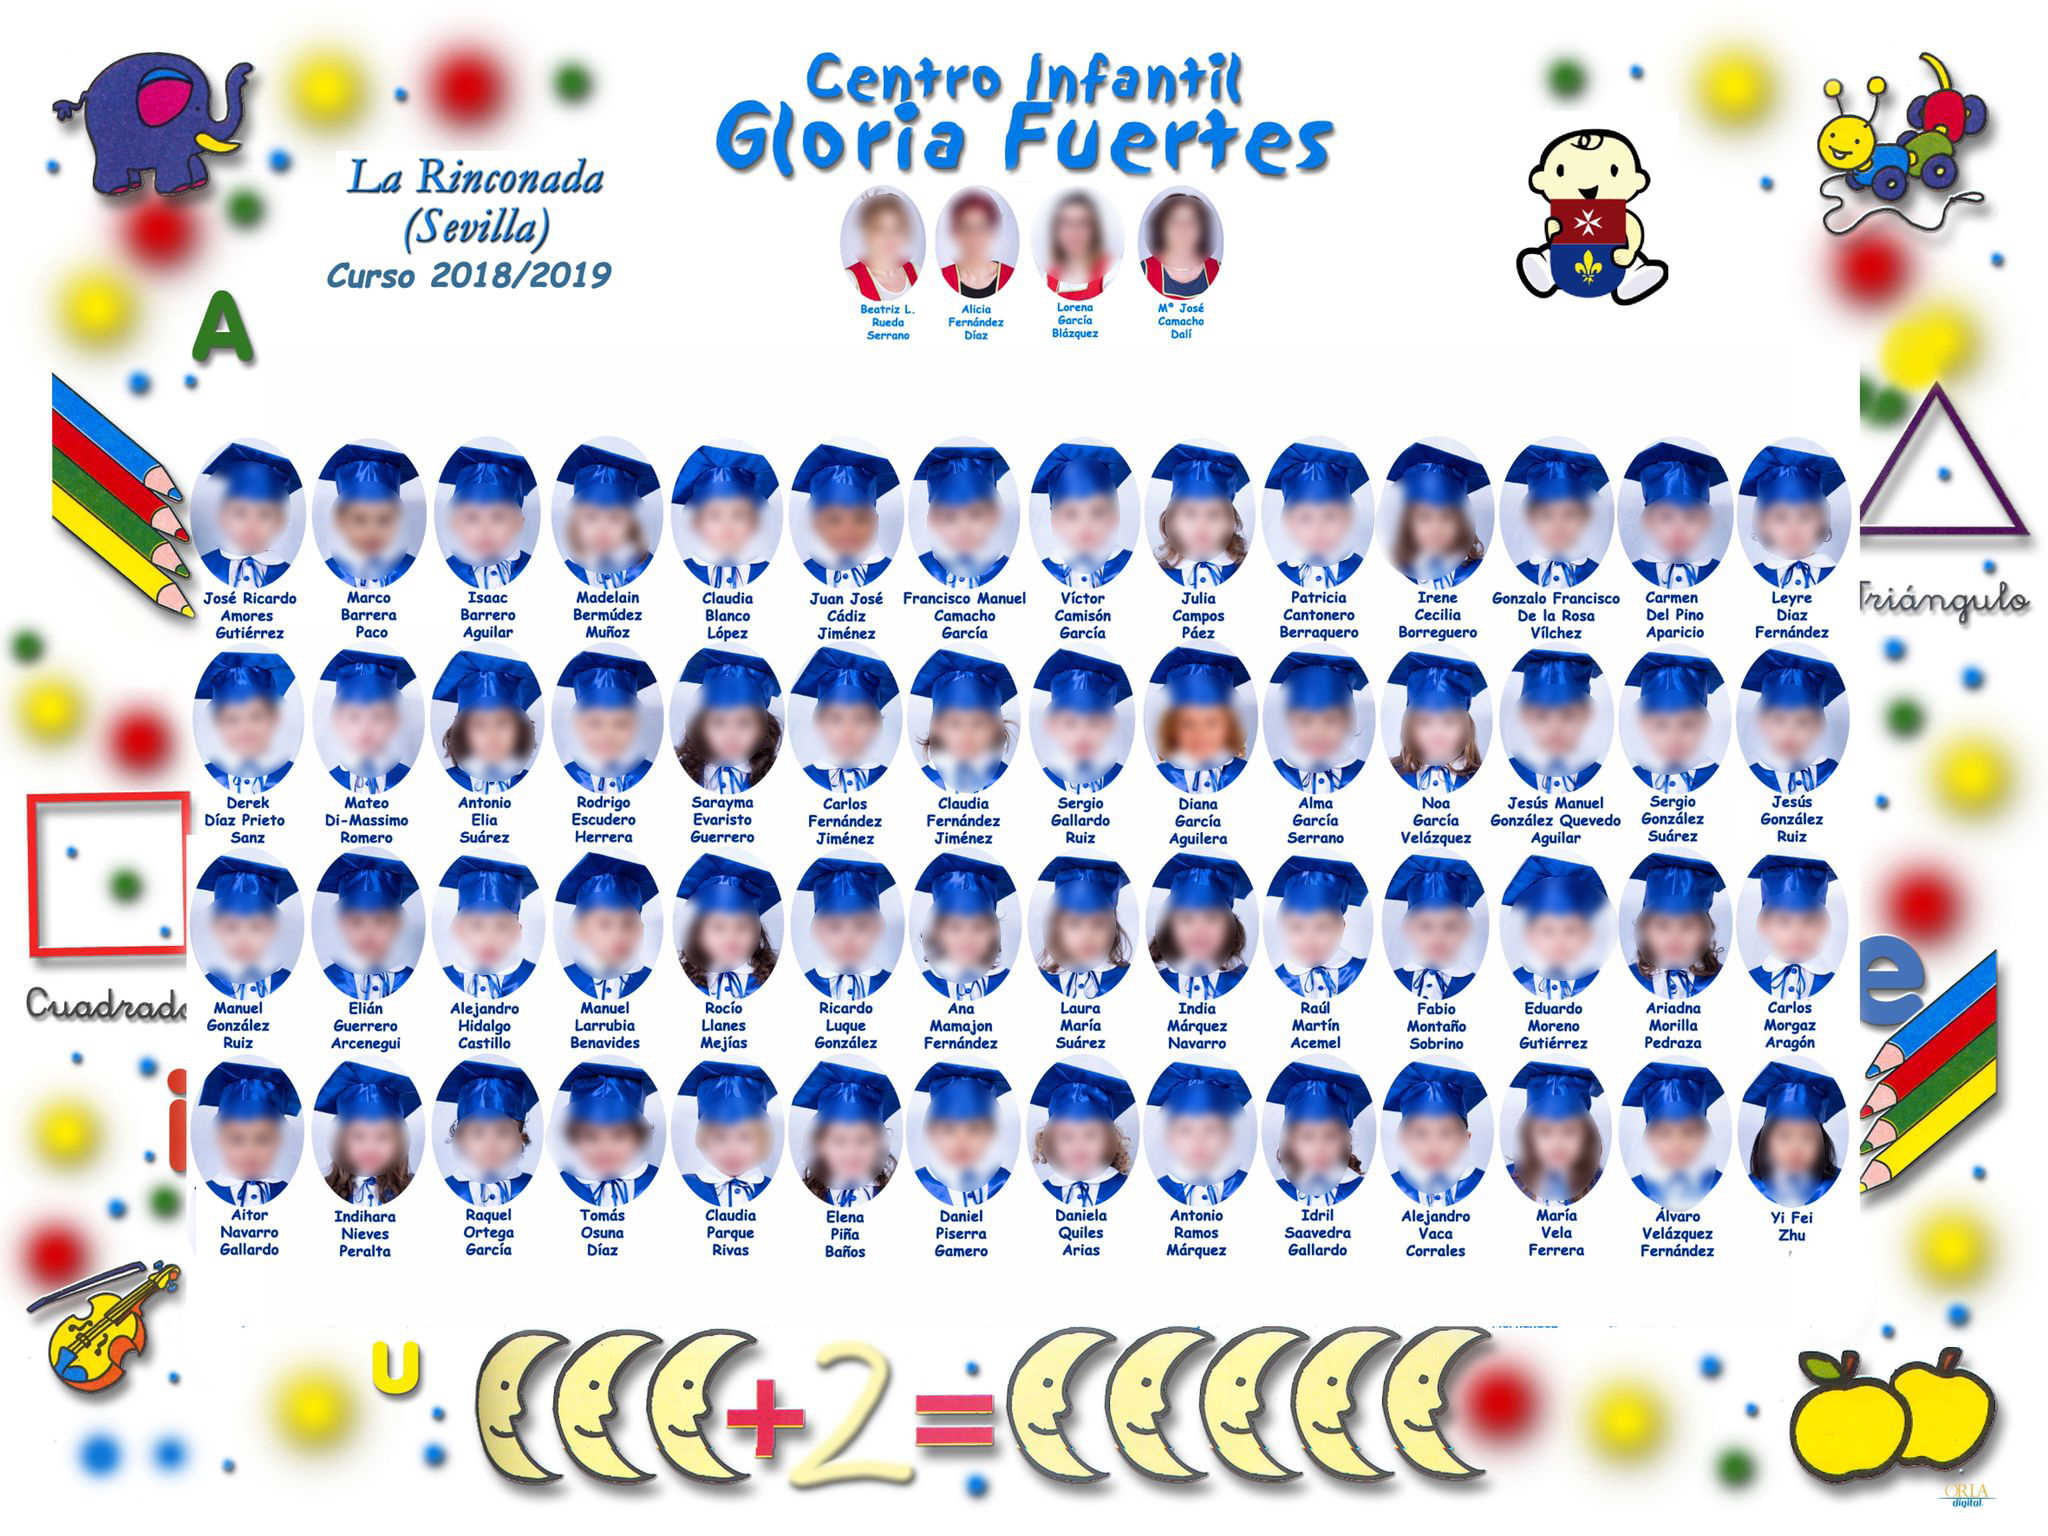 Centro Infantil
Gloria Fuertes
La Rinconada
(Sevilla)
Curso 2018/2019
A
Beatriz L.
Rueda
Serrano
Alicia
Fernández
Díaz
Lorena
García
Blázquez
Mª José
Camacho
Dalí
José Ricardo
Amores
Gutiérrez
Marco
Barrera
Paco
Isaac
Barrero
Aguilar
Madelain
Bermúdez
Muñoz
Claudia
Blanco
López
Juan José
Cádiz
Jiménez
Francisco Manuel
Camacho
García
Víctor
Camisón
García
Julia
Campos
Páez
Patricia
Cantonero
Berraquero
Irene
Cecilia
Borreguero
Gonzalo Francisco
De la Rosa
Vílchez
Carmen
Del Pino
Aparicio
Leyre
Diaz
Fernández
Triángulo
Derek
Díaz Prieto
Sanz
Mateo
Di-Massimo
Romero
Antonio
Elia
Suárez
Rodrigo
Escudero
Herrera
Sarayma
Evaristo
Guerrero
Carlos
Fernández
Jiménez
Claudia
Fernández
Jiménez
Sergio
Gallardo
Ruiz
Diana
García
Aguilera
Alma
García
Serrano
Noa
García
Velázquez
Jesús Manuel
González Quevedo
Aguilar
Sergio
González
Suárez
Jesús
González
Ruiz
Cuadrado
Manuel
González
Ruiz
Elián
Guerrero
Arcenegui
Alejandro
Hidalgo
Castillo
Manuel
Larrubia
Benavides
Rocío
Llanes
Mejías
Ricardo
Luque
González
Ana
Mamajon
Fernández
Laura
María
Suárez
India
Márquez
Navarro
Raúl
Martín
Acemel
Fabio
Montaño
Sobrino
Eduardo
Moreno
Gutiérrez
Ariadna
Morilla
Pedraza
Carlos
Morgaz
Aragón
e
i
Aitor
Navarro
Gallardo
Indihara
Nieves
Peralta
Raquel
Ortega
García
Tomás
Osuna
Díaz
Claudia
Parque
Rivas
Elena
Piña
Baños
Daniel
Piserra
Gamero
Daniela
Quiles
Arias
Antonio
Ramos
Márquez
Idril
Saavedra
Gallardo
Alejandro
Vaca
Corrales
María
Vela
Ferrera
Álvaro
Velázquez
Fernández
Yi Fei
Zhu
u
+ 2 =
ORLA
digital